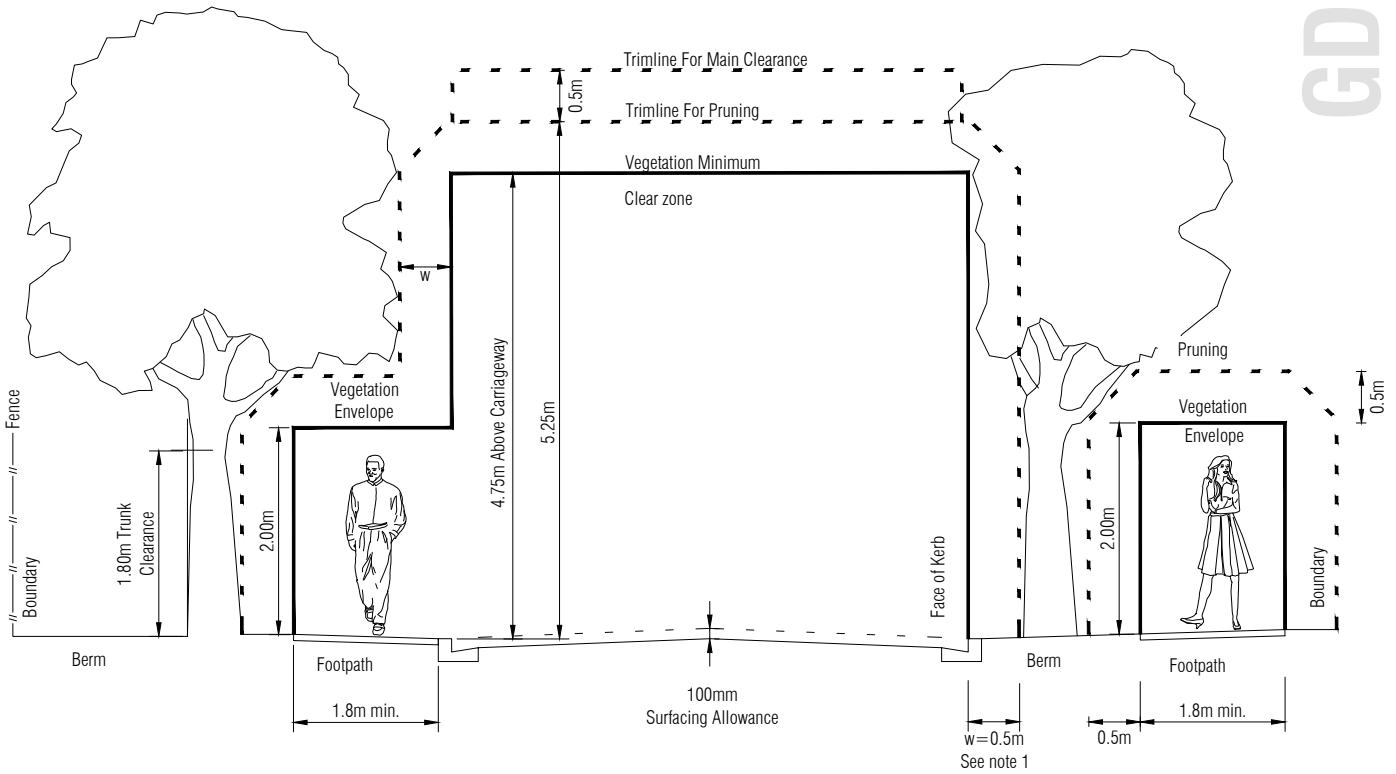 GD
Trimline For Main Clearance
0.5m
Trimline For Pruning
Vegetation Minimum
Clear zone
w
Pruning
Vegetation
Envelope
Vegetation
Envelope
0.5m
Fence
Boundary
1.80m Trunk
Clearance
2.00m
4.75m Above Carriageway
5.25m
Face of Kerb
2.00m
Boundary
Berm
Footpath
Berm
Footpath
1.8m min.
100mm
Surfacing Allowance
w=0.5m
See note 1
0.5m
1.8m min.